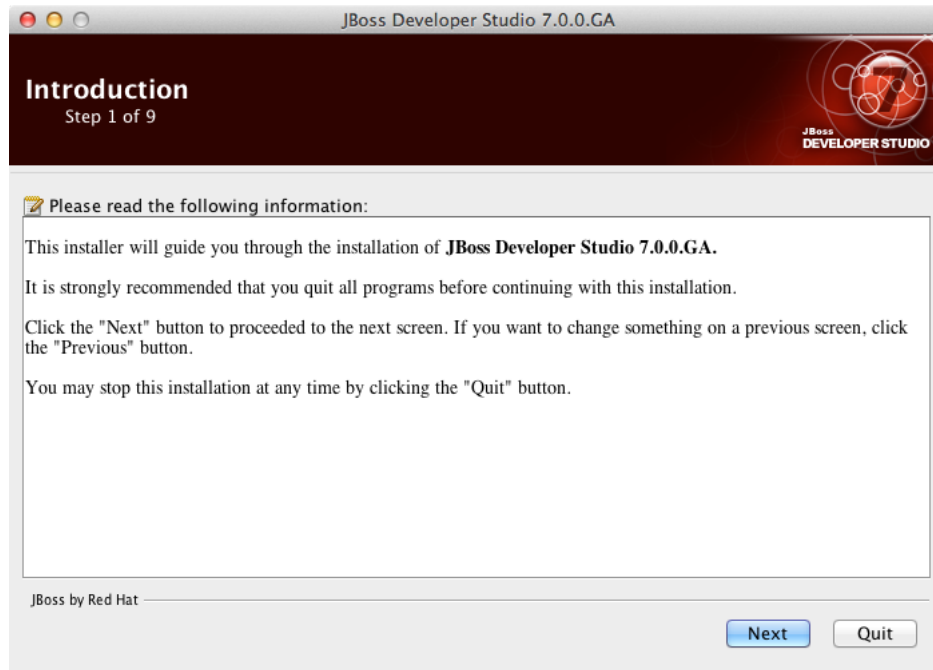 JBoss Developer Studio 7.0.0.GA
Introduction
Step 1 of 9
7
JBoss
DEVELOPER STUDIO
Please read the following information:
This installer will guide you through the installation of JBoss Developer Studio 7.0.0.GA.
It is strongly recommended that you quit all programs before continuing with this installation.
Click the "Next" button to proceeded to the next screen. If you want to change something on a previous screen, click
the "Previous" button.
You may stop this installation at any time by clicking the "Quit" button.
JBoss by Red Hat
Next
Quit